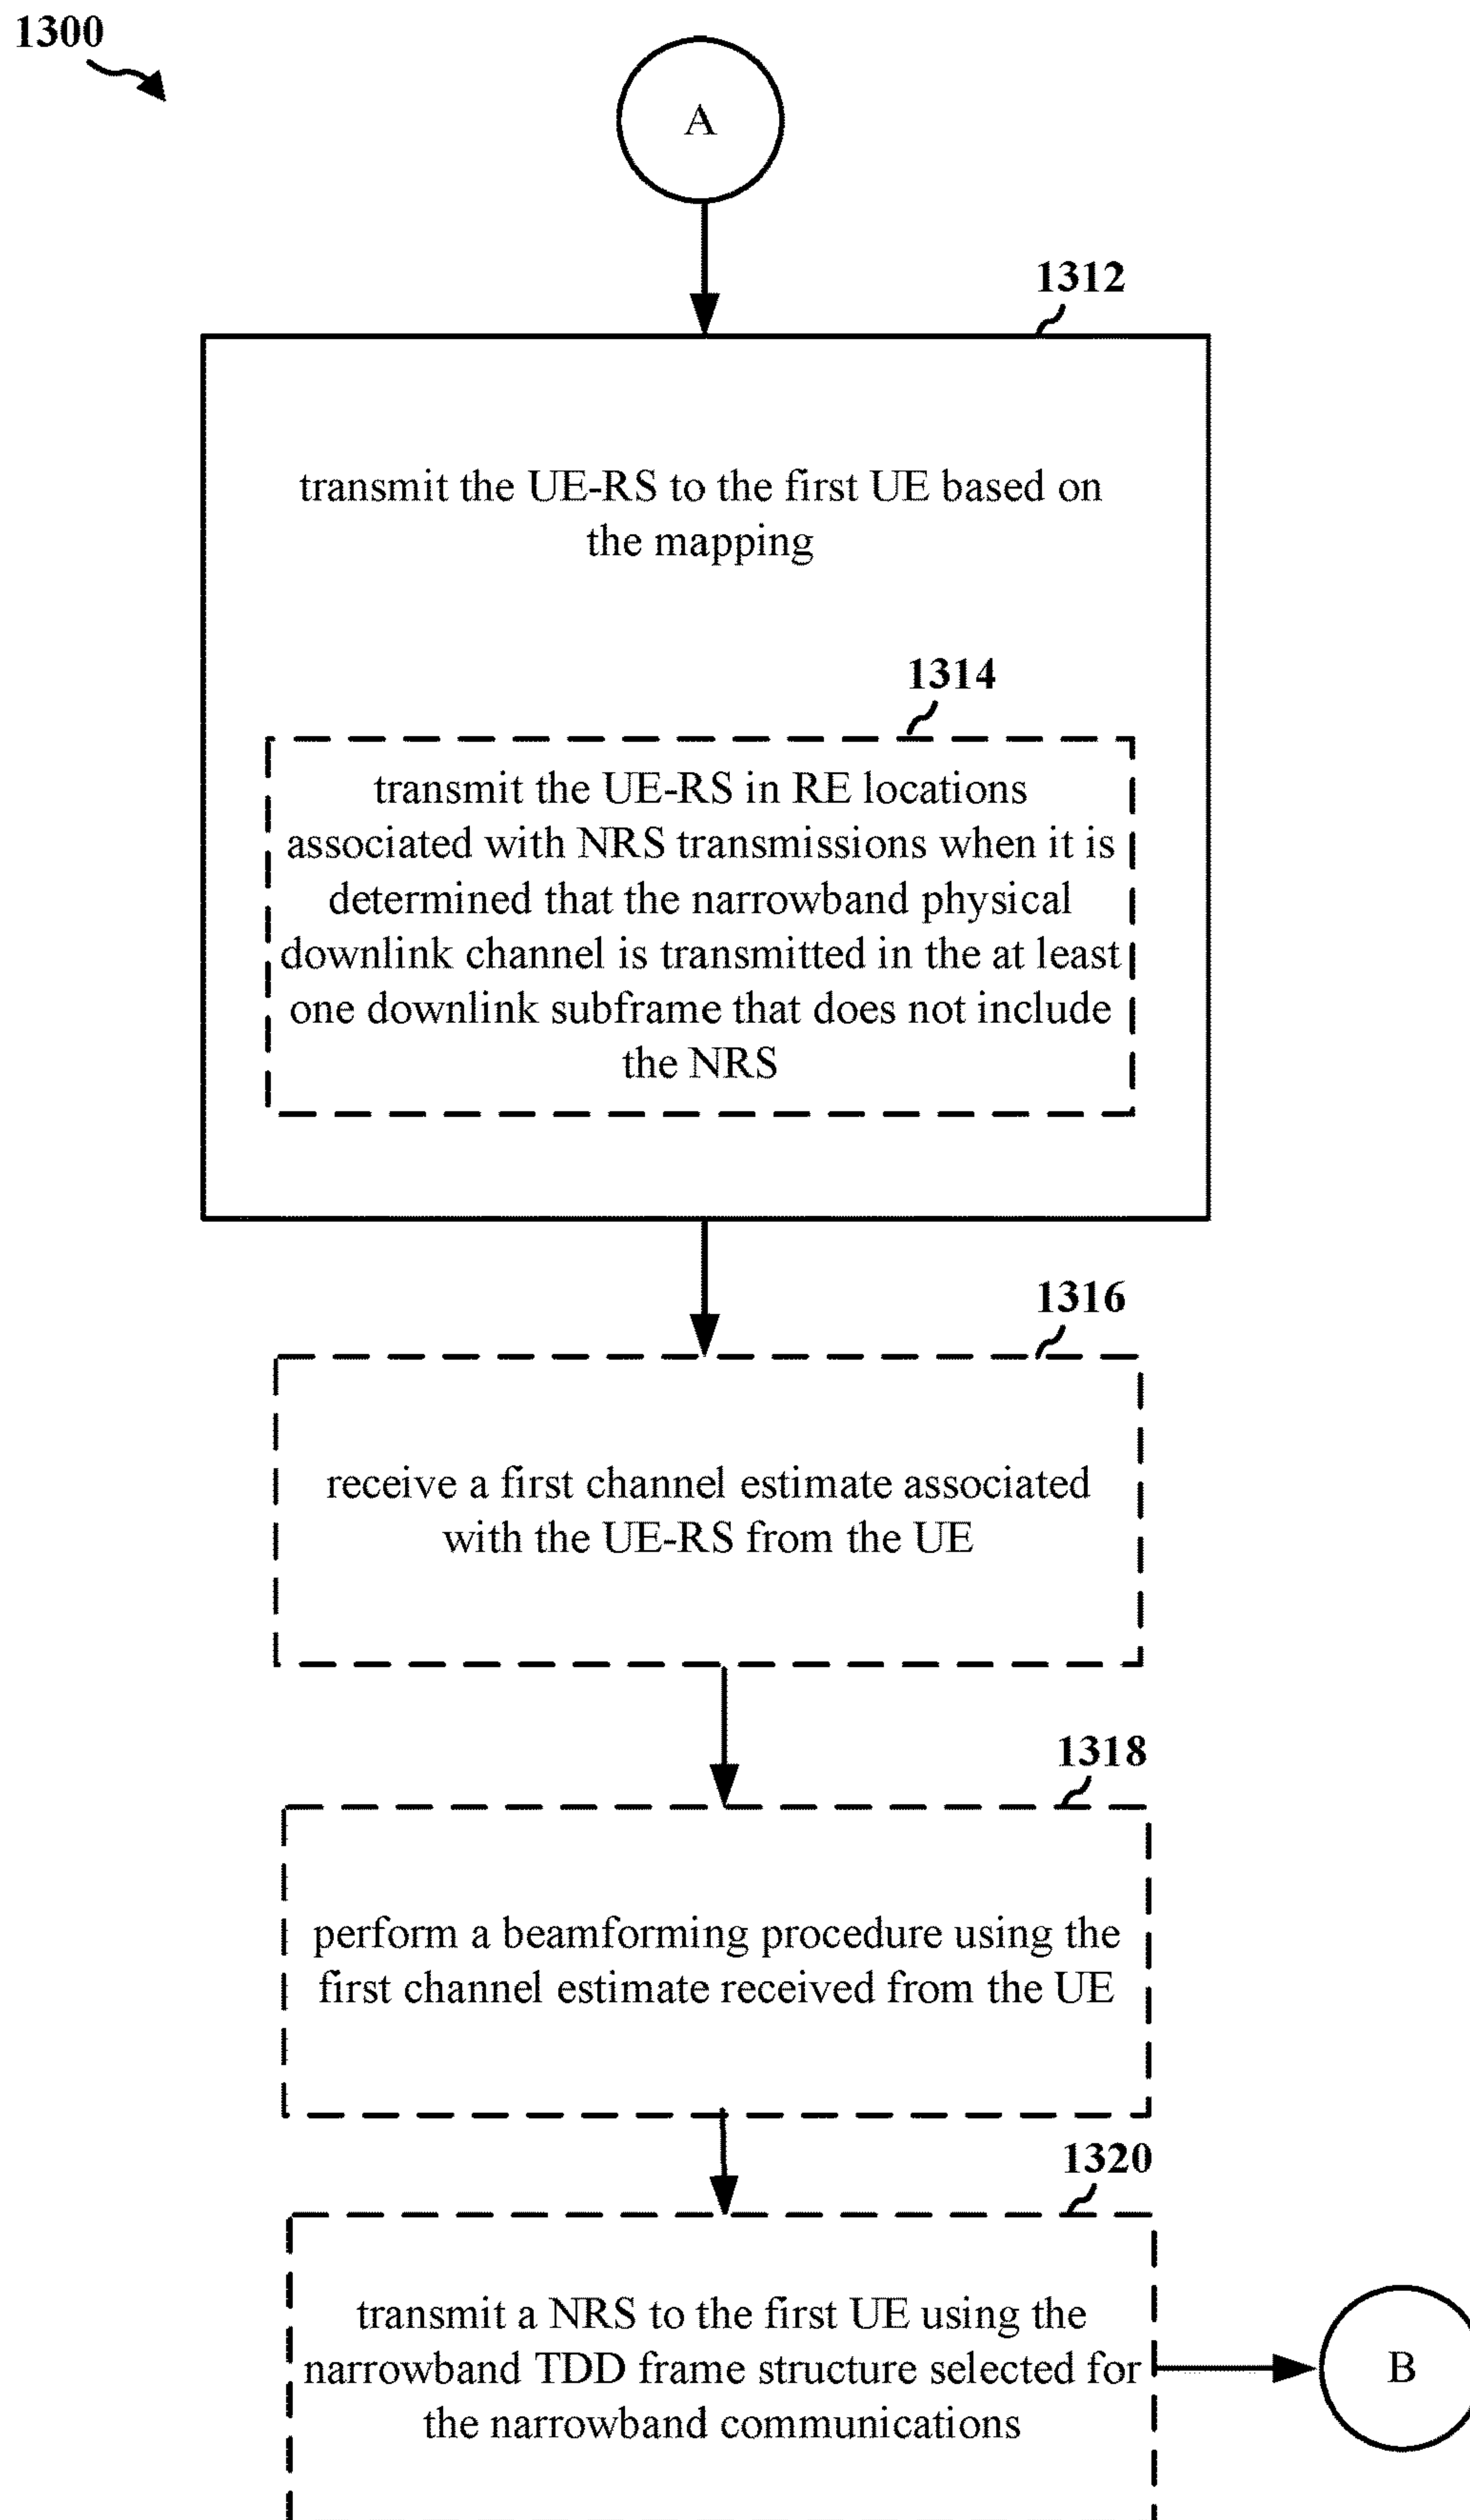 1300
A
1312
transmit the UE-RS to the first UE based on
the mapping
1314
transmit the UE-RS in RE locations
associated with NRS transmissions when it is
determined that the narrowband physical
downlink channel is transmitted in the at least
one downlink subframe that does not include
the NRS
1316
receive a first channel estimate associated
with the UE-RS from the UE
1318
perform a beamforming procedure using the
first channel estimate received from the UE
1320
transmit a NRS to the first UE using the
narrowband TDD frame structure selected for
the narrowband communications
B